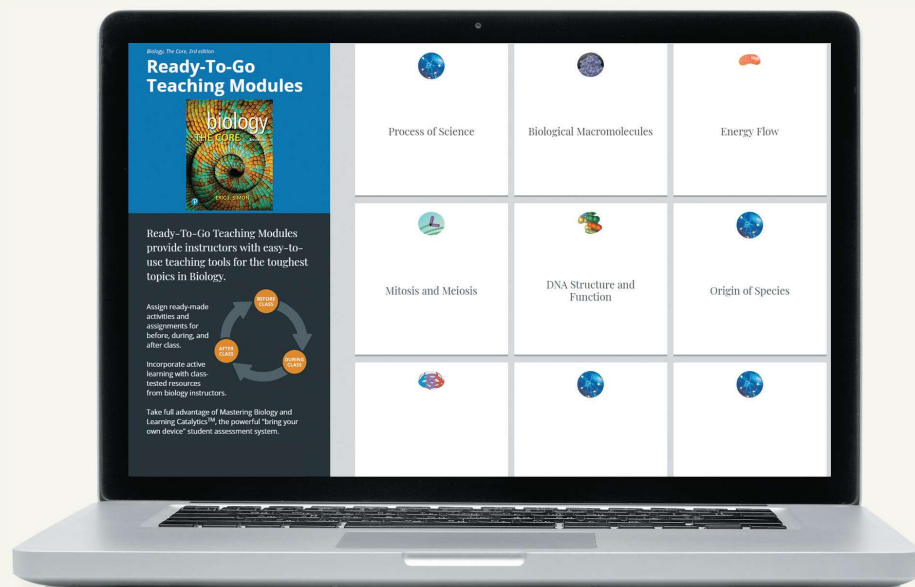 Biology, The Core, 3rd edition
Ready-To-Go
Teaching Modules
biology
THE CORE
ERIC J. SIMON
Ready-To-Go Teaching Modules
provide instructors with easy-to-
use teaching tools for the toughest
topics in Biology.
Assign ready-made
activities and
assignments for
before, during, and
after class.
Incorporate active
learning with class-
tested resources
from biology instructors.
BEFORE
CLASS
DURING
CLASS
AFTER
CLASS
Take full advantage of Mastering Biology and
Learning Catalytics™, the powerful "bring your
own device" student assessment system.
Process of Science
Biological Macromolecules
Energy Flow
Mitosis and Meiosis
DNA Structure and
Function
Origin of Species